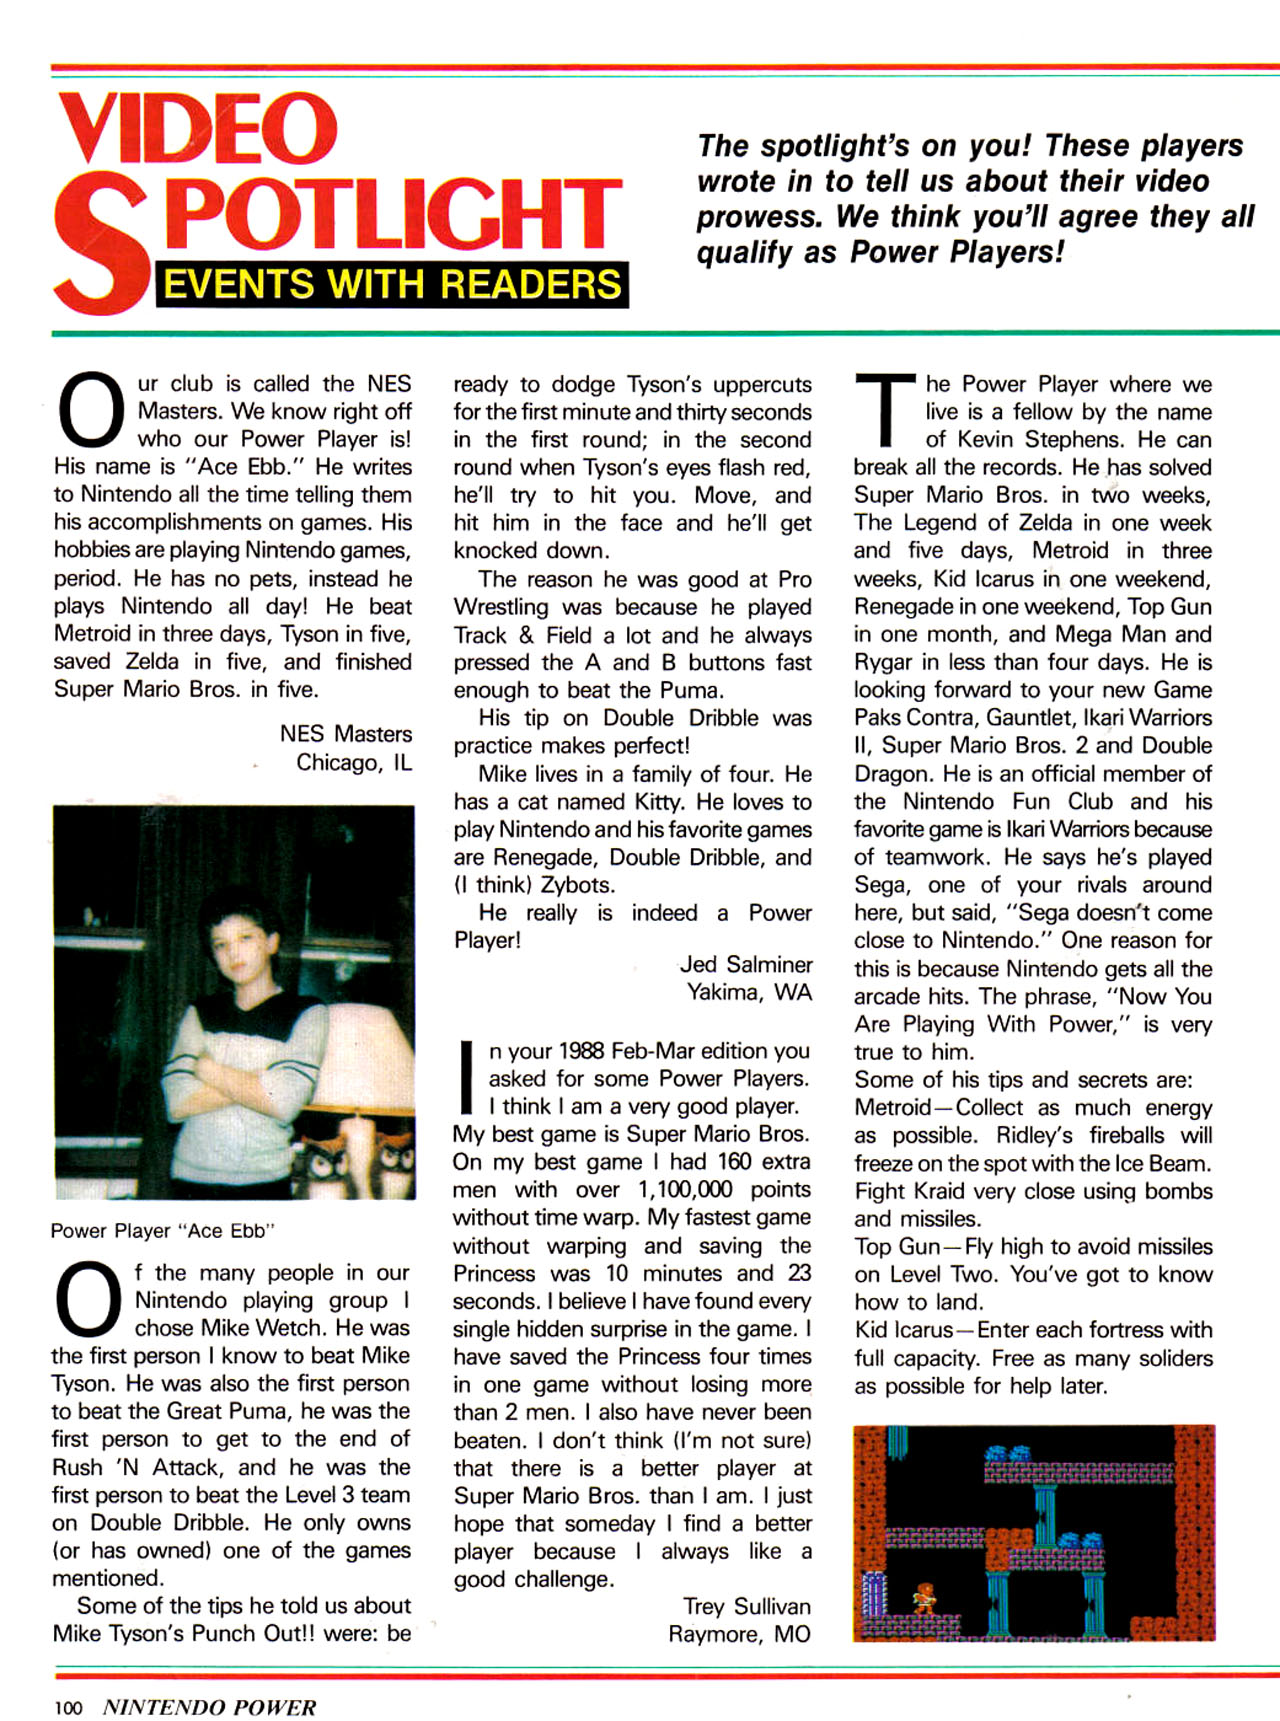 VIDEO
SPOTLIGHT
EVENTS WITH READERS
The spotlight's on you! These players
wrote in to tell us about their video
prowess. We think you'll agree they all
qualify as Power Players!
Our club is called the NES
Masters. We know right off
who our Power Player is!
His name is "Ace Ebb." He writes
to Nintendo all the time telling them
his accomplishments on games. His
hobbies are playing Nintendo games,
period. He has no pets, instead he
plays Nintendo all day! He beat
Metroid in three days, Tyson in five,
saved Zelda in five, and finished
Super Mario Bros. in five.
NES Masters
Chicago, IL
Power Player "Ace Ebb"
Of the many people in our
Nintendo playing group I
chose Mike Wetch. He was
the first person I know to beat Mike
Tyson. He was also the first person
to beat the Great Puma, he was the
first person to get to the end of
Rush 'N Attack, and he was the
first person to beat the Level 3 team
on Double Dribble. He only owns
(or has owned) one of the games
mentioned.
Some of the tips he told us about
Mike Tyson's Punch Out!! were: be
ready to dodge Tyson's uppercuts
for the first minute and thirty seconds
in the first round; in the second
round when Tyson's eyes flash red,
he'll try to hit you. Move, and
hit him in the face and he'll get
knocked down.
The reason he was good at Pro
Wrestling was because he played
Track & Field a lot and he always
pressed the A and B buttons fast
enough to beat the Puma.
His tip on Double Dribble was
practice makes perfect!
Mike lives in a family of four. He
has a cat named Kitty. He loves to
play Nintendo and his favorite games
are Renegade, Double Dribble, and
(I think) Zybots.
He really is indeed a Power
Player!
Jed Salminer
Yakima, WA
In your 1988 Feb-Mar edition you
asked for some Power Players.
I think I am a very good player.
My best game is Super Mario Bros.
On my best game I had 160 extra
men with over 1,100,000 points
without time warp. My fastest game
without warping and saving the
Princess was 10 minutes and 23
seconds. I believe I have found every
single hidden surprise in the game. I
have saved the Princess four times
in one game without losing more
than 2 men. I also have never been
beaten. I don't think (I'm not sure)
that there is a better player at
Super Mario Bros. than I am. I just
hope that someday I find a better
player because I always like a
good challenge.
Trey Sullivan
Raymore, MO
The Power Player where we
live is a fellow by the name
of Kevin Stephens. He can
break all the records. He has solved
Super Mario Bros. in two weeks,
The Legend of Zelda in one week
and five days, Metroid in three
weeks, Kid Icarus in one weekend,
Renegade in one weekend, Top Gun
in one month, and Mega Man and
Rygar in less than four days. He is
looking forward to your new Game
Paks Contra, Gauntlet, Ikari Warriors
II, Super Mario Bros. 2 and Double
Dragon. He is an official member of
the Nintendo Fun Club and his
favorite game is Ikari Warriors because
of teamwork. He says he's played
Sega, one of your rivals around
here, but said, "Sega doesn't come
close to Nintendo." One reason for
this is because Nintendo gets all the
arcade hits. The phrase, "Now You
Are Playing With Power," is very
true to him.
Some of his tips and secrets are:
Metroid—Collect as much energy
as possible. Ridley's fireballs will
freeze on the spot with the Ice Beam.
Fight Kraid very close using bombs
and missiles.
Top Gun—Fly high to avoid missiles
on Level Two. You've got to know
how to land.
Kid Icarus—Enter each fortress with
full capacity. Free as many soliders
as possible for help later.
100 NINTENDO POWER